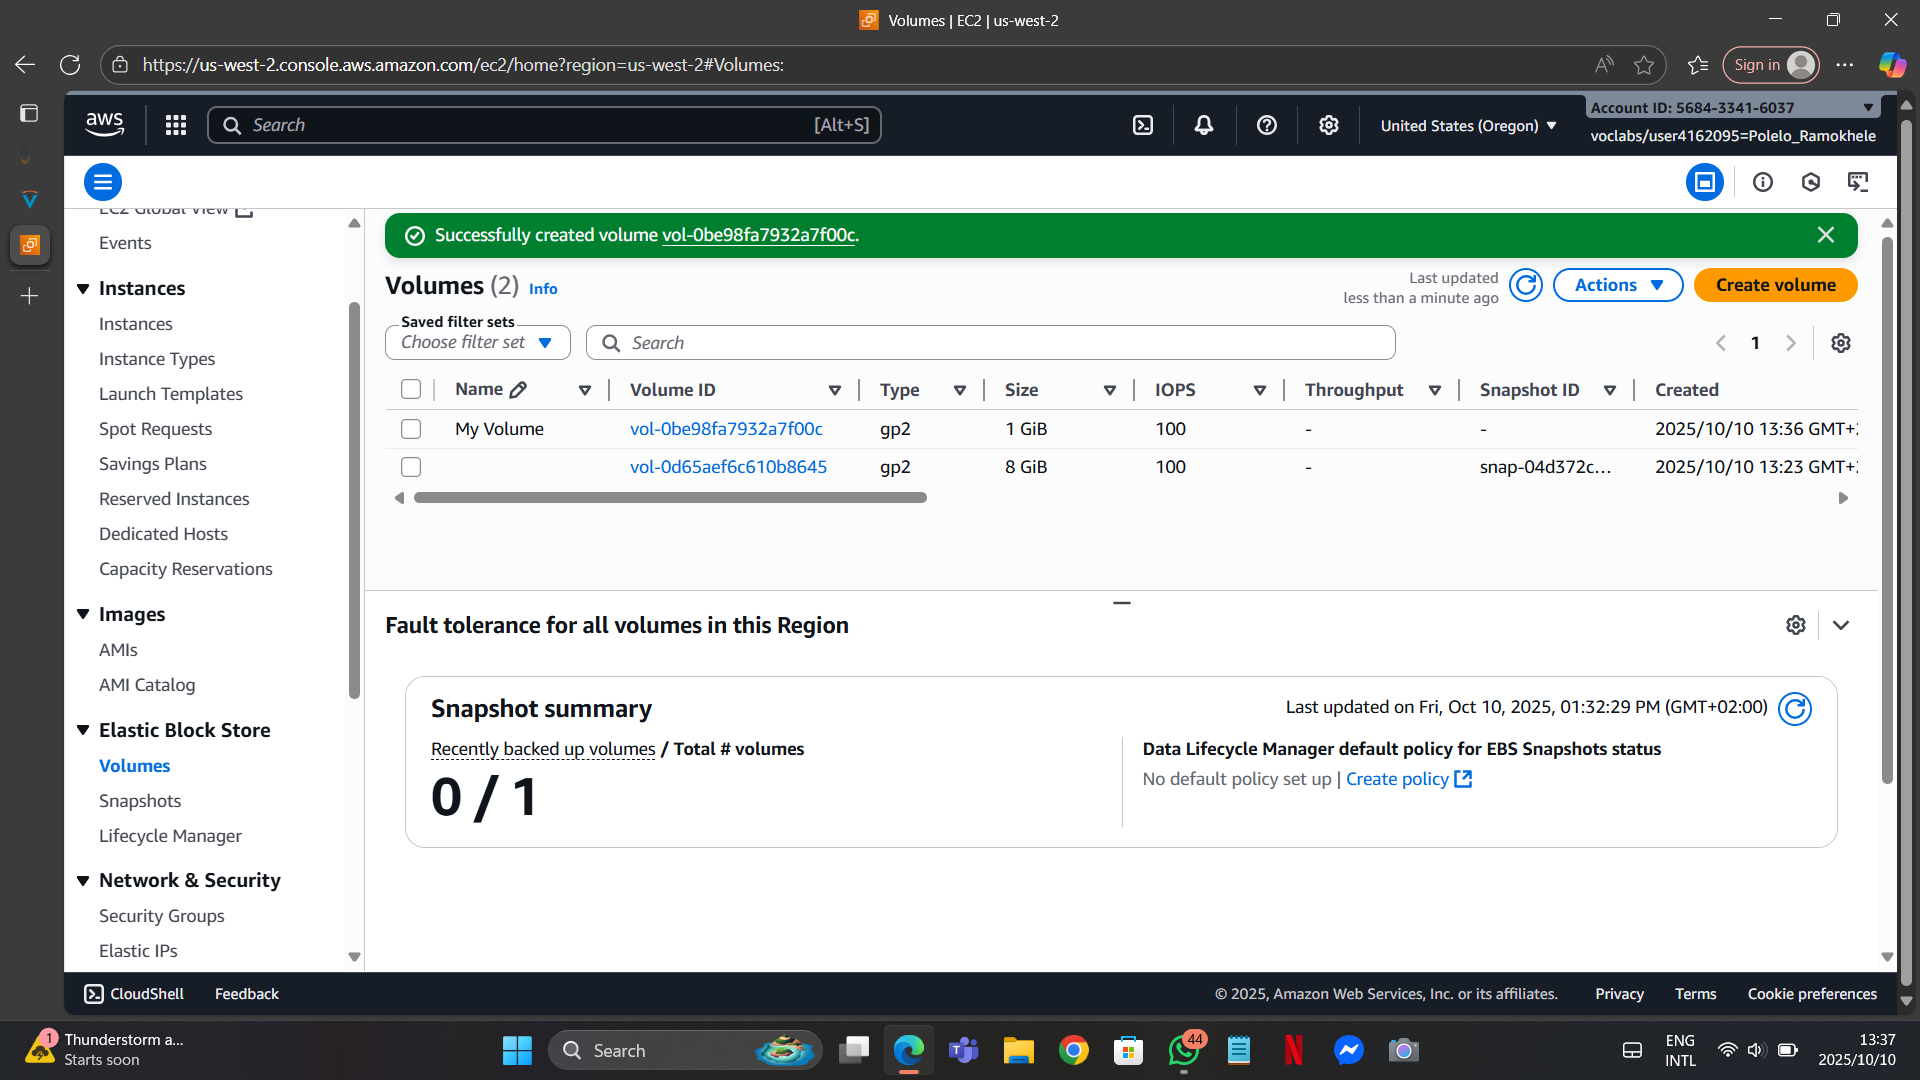 Volumes | EC2 | us-west-2
https://us-west-2.console.aws.amazon.com/ec2/home?region=us-west-2#Volumes:
Sign in
aws
Search
[Alt+S]
United States (Oregon)
Account ID: 5684-3341-6037
voclabs/user4162095=Polelo_Ramokhele
EC2 Global View
Events
Instances
Instances
Instance Types
Launch Templates
Spot Requests
Savings Plans
Reserved Instances
Dedicated Hosts
Capacity Reservations
Images
AMIs
AMI Catalog
Elastic Block Store
Volumes
Snapshots
Lifecycle Manager
Network & Security
Security Groups
Elastic IPs
Successfully created volume vol-0be98fa7932a7f00c.
Volumes (2) Info
Last updated
less than a minute ago
Actions
Create volume
Saved filter sets
Choose filter set
Search
1
Name Volume ID Type Size IOPS Throughput Snapshot ID Created
My Volume vol-0be98fa7932a7f00c gp2 1 GiB 100 - - 2025/10/10 13:36 GMT+2
vol-0d65aef6c610b8645 gp2 8 GiB 100 - snap-04d372c... 2025/10/10 13:23 GMT+2
Fault tolerance for all volumes in this Region
Snapshot summary
Last updated on Fri, Oct 10, 2025, 01:32:29 PM (GMT+02:00)
Recently backed up volumes / Total # volumes
0 / 1
Data Lifecycle Manager default policy for EBS Snapshots status
No default policy set up | Create policy
CloudShell
Feedback
© 2025, Amazon Web Services, Inc. or its affiliates.
Privacy
Terms
Cookie preferences
1
Thunderstorm a...
Starts soon
Search
44
ENG
INTL
13:37
2025/10/10